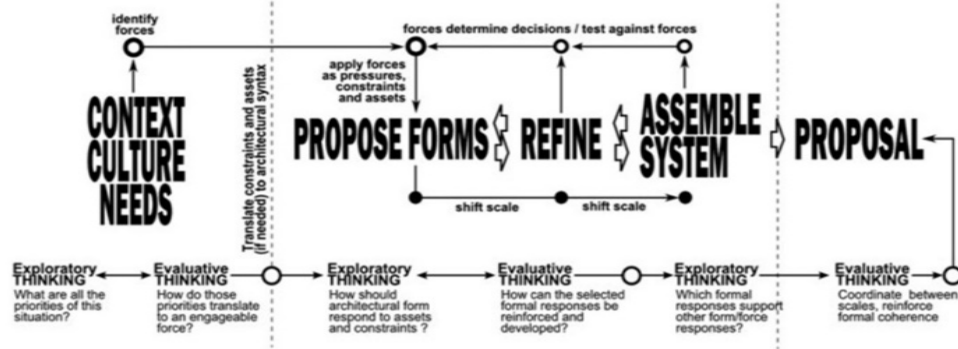 identify
forces
forces determine decisions / test against forces
apply forces
as pressures,
constraints
and assets
Translate constraints and assets
(if needed) to architectural syntax
CONTEXT
CULTURE
NEEDS
PROPOSE FORMS
REFINE
ASSEMBLE
SYSTEM
PROPOSAL
shift scale
shift scale
Exploratory
THINKING
What are all the
priorities of this
situation?
Evaluative
THINKING
How do those
priorities translate
to an engageable
force?
Exploratory
THINKING
How should
architectural form
respond to assets
and constraints ?
Evaluative
THINKING
How can the selected
formal responses be
reinforced and
developed?
Exploratory
THINKING
Which formal
responses support
other form/force
responses?
Evaluative
THINKING
Coordinate between
scales, reinforce
formal coherence